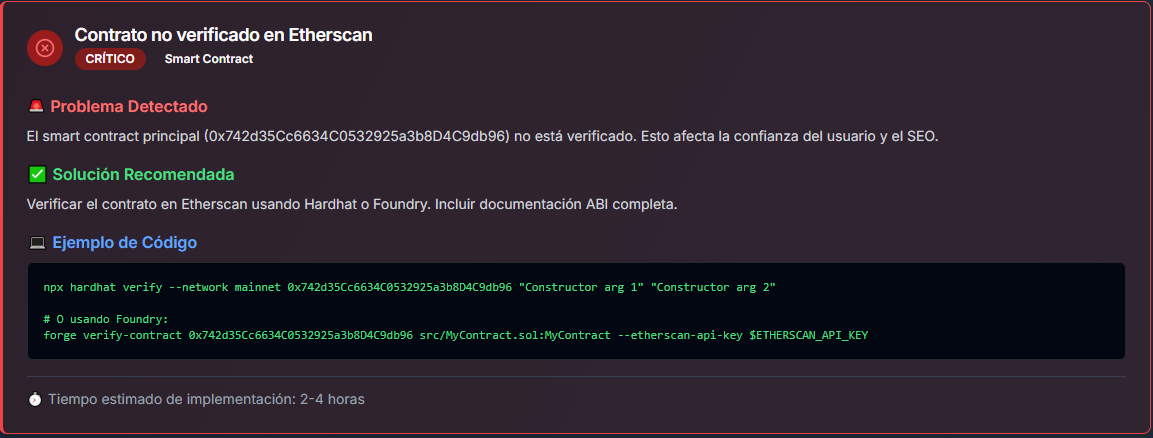 Contrato no verificado en Etherscan
CRÍTICO Smart Contract
🚨 Problema Detectado
El smart contract principal (0x742d35Cc6634C0532925a3b8D4C9db96) no está verificado. Esto afecta la confianza del usuario y el SEO.
✅ Solución Recomendada
Verificar el contrato en Etherscan usando Hardhat o Foundry. Incluir documentación ABI completa.
💻 Ejemplo de Código
npx hardhat verify --network mainnet 0x742d35Cc6634C0532925a3b8D4C9db96 "Constructor arg 1" "Constructor arg 2"
# O usando Foundry:
forge verify-contract 0x742d35Cc6634C0532925a3b8D4C9db96 src/MyContract.sol:MyContract --etherscan-api-key $ETHERSCAN_API_KEY
⏱️ Tiempo estimado de implementación: 2-4 horas